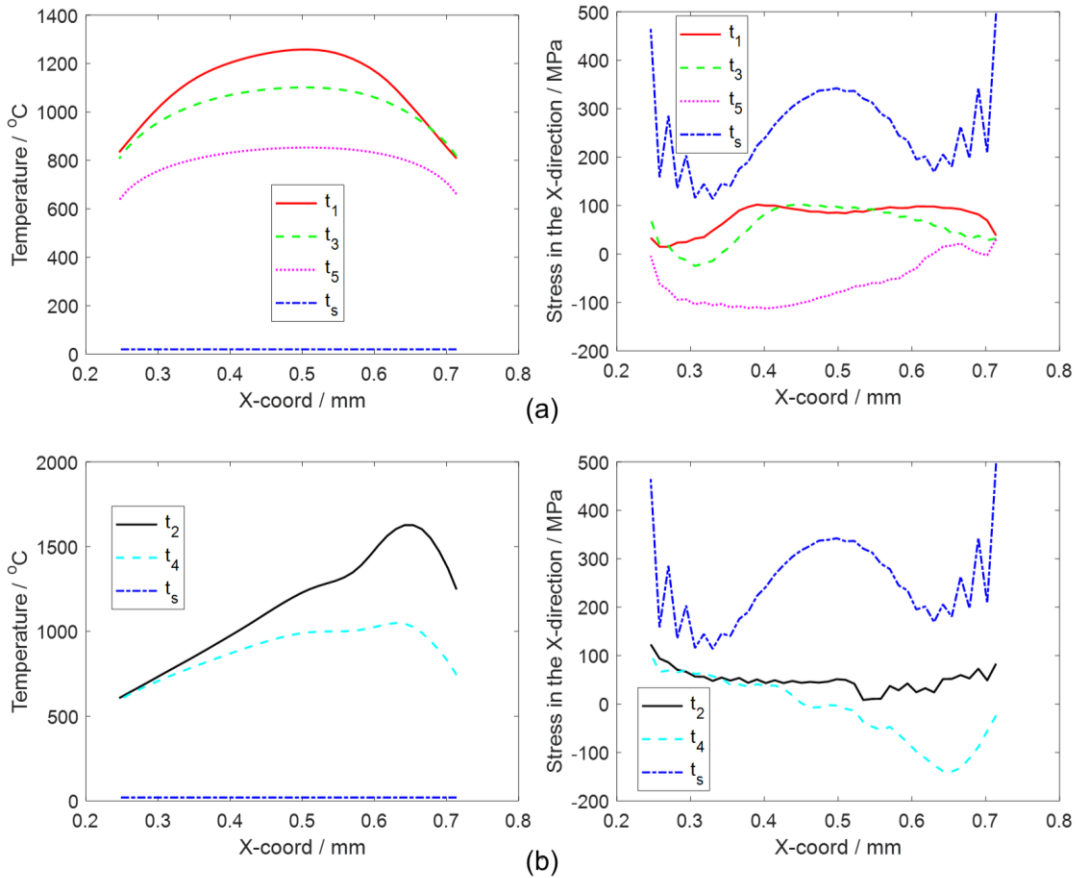 1400
1200
1000
800
600
400
200
0
Temperature / °C
t1
t3
t5
ts
0.2 0.3 0.4 0.5 0.6 0.7 0.8
X-coord / mm
500
400
300
200
100
0
-100
-200
Stress in the X-direction / MPa
t1
t3
t5
ts
0.2 0.3 0.4 0.5 0.6 0.7 0.8
X-coord / mm
(a)
2000
1500
1000
500
0
Temperature / °C
t2
t4
ts
0.2 0.3 0.4 0.5 0.6 0.7 0.8
X-coord / mm
500
400
300
200
100
0
-100
-200
Stress in the X-direction / MPa
t2
t4
ts
0.2 0.3 0.4 0.5 0.6 0.7 0.8
X-coord / mm
(b)